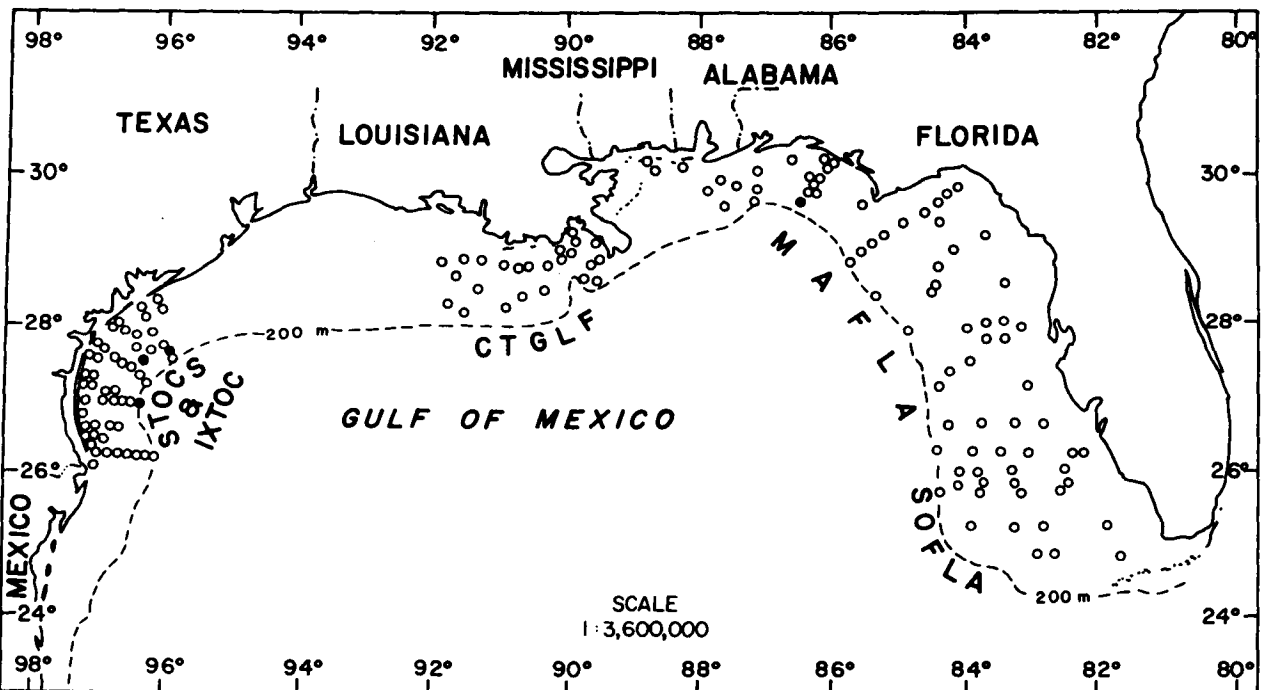 98° 96° 94° 92° 90° 88° 86° 84° 82° 80°
MISSISSIPPI ALABAMA
TEXAS LOUISIANA FLORIDA
30° 30°
MAFLA
28° 200 m CTGLF 28°
STOCS & IXTOC
GULF OF MEXICO
26° 26°
MEXICO
SOFLA
200 m
24° SCALE 24°
1:3,600,000
98° 96° 94° 92° 90° 88° 86° 84° 82° 80°